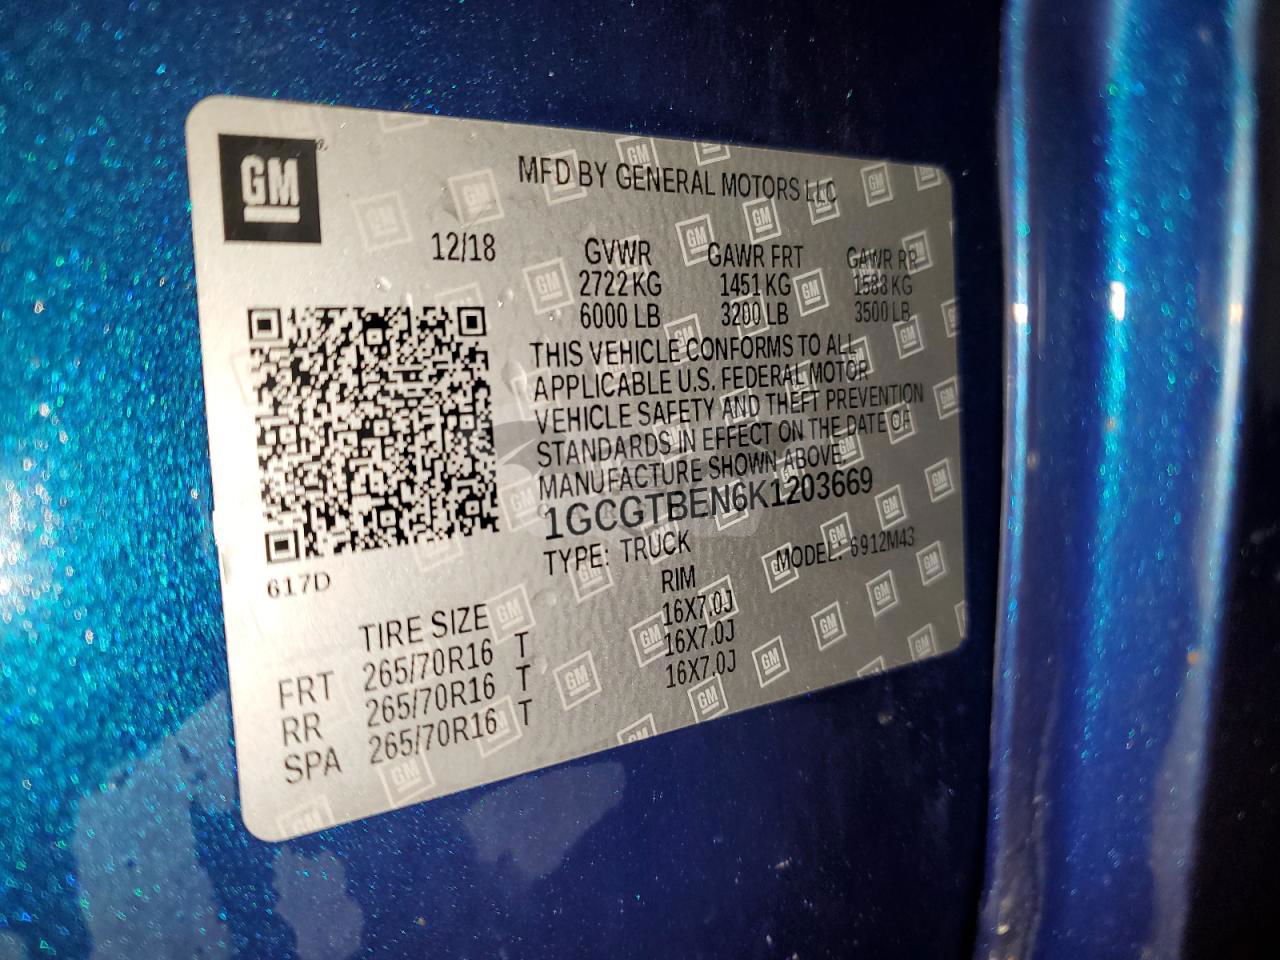 GM
MFD BY GENERAL MOTORS LLC
12/18
GVWR GAWR FRT GAWR RR
2722 KG 1451 KG 1588 KG
6000 LB 3200 LB 3500 LB
THIS VEHICLE CONFORMS TO ALL
APPLICABLE U.S. FEDERAL MOTOR
VEHICLE SAFETY AND THEFT PREVENTION
STANDARDS IN EFFECT ON THE DATE OF
MANUFACTURE SHOWN ABOVE.
1GCGTBEN6K1203669
TYPE: TRUCK MODEL: 6912M43
617D
TIRE SIZE RIM
FRT 265/70R16 T 16X7.0J
RR 265/70R16 T 16X7.0J
SPA 265/70R16 T 16X7.0J